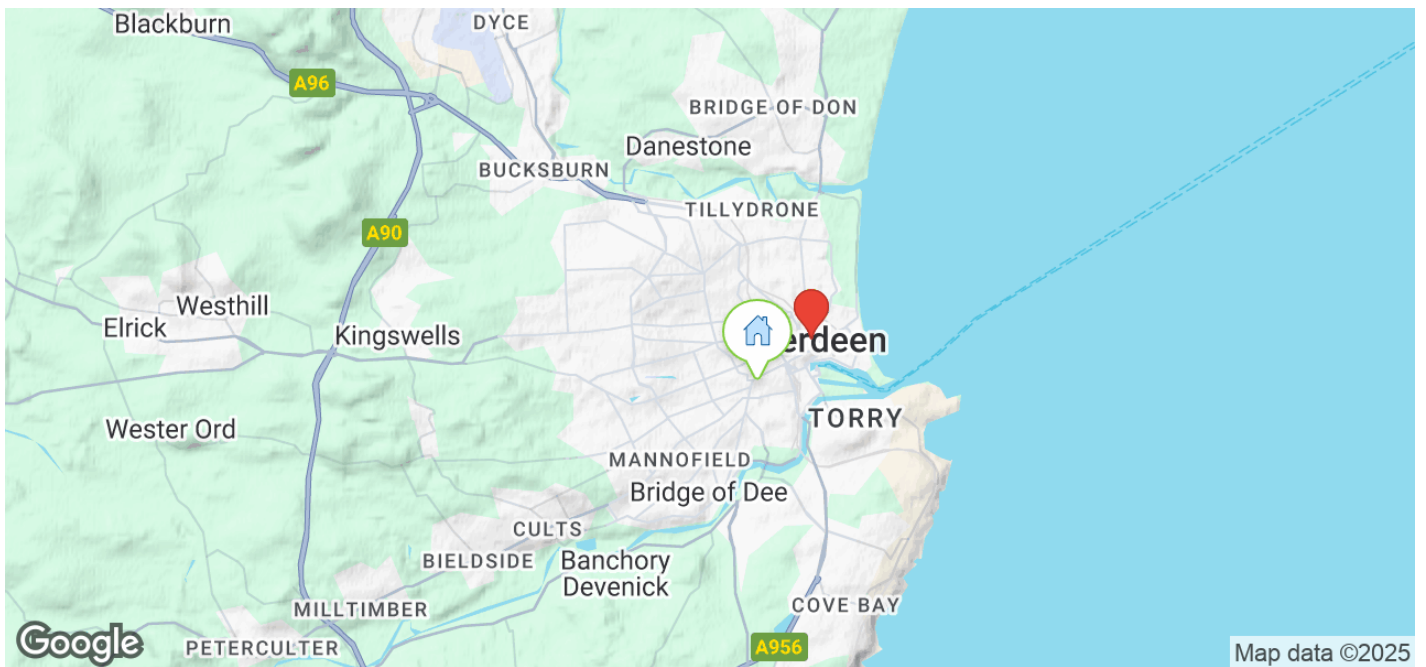 Blackburn
DYCE
A96
BRIDGE OF DON
Danestone
BUCKSBURN
TILLYDRONE
A90
Westhill
Elrick
Kingswells
erdeen
Wester Ord
TORRY
MANNOFIELD
Bridge of Dee
CULTS
BIELDSIDE
Banchory
Devenick
MILLTIMBER
COVE BAY
PETERCULTER
A956
Google
Map data ©2025